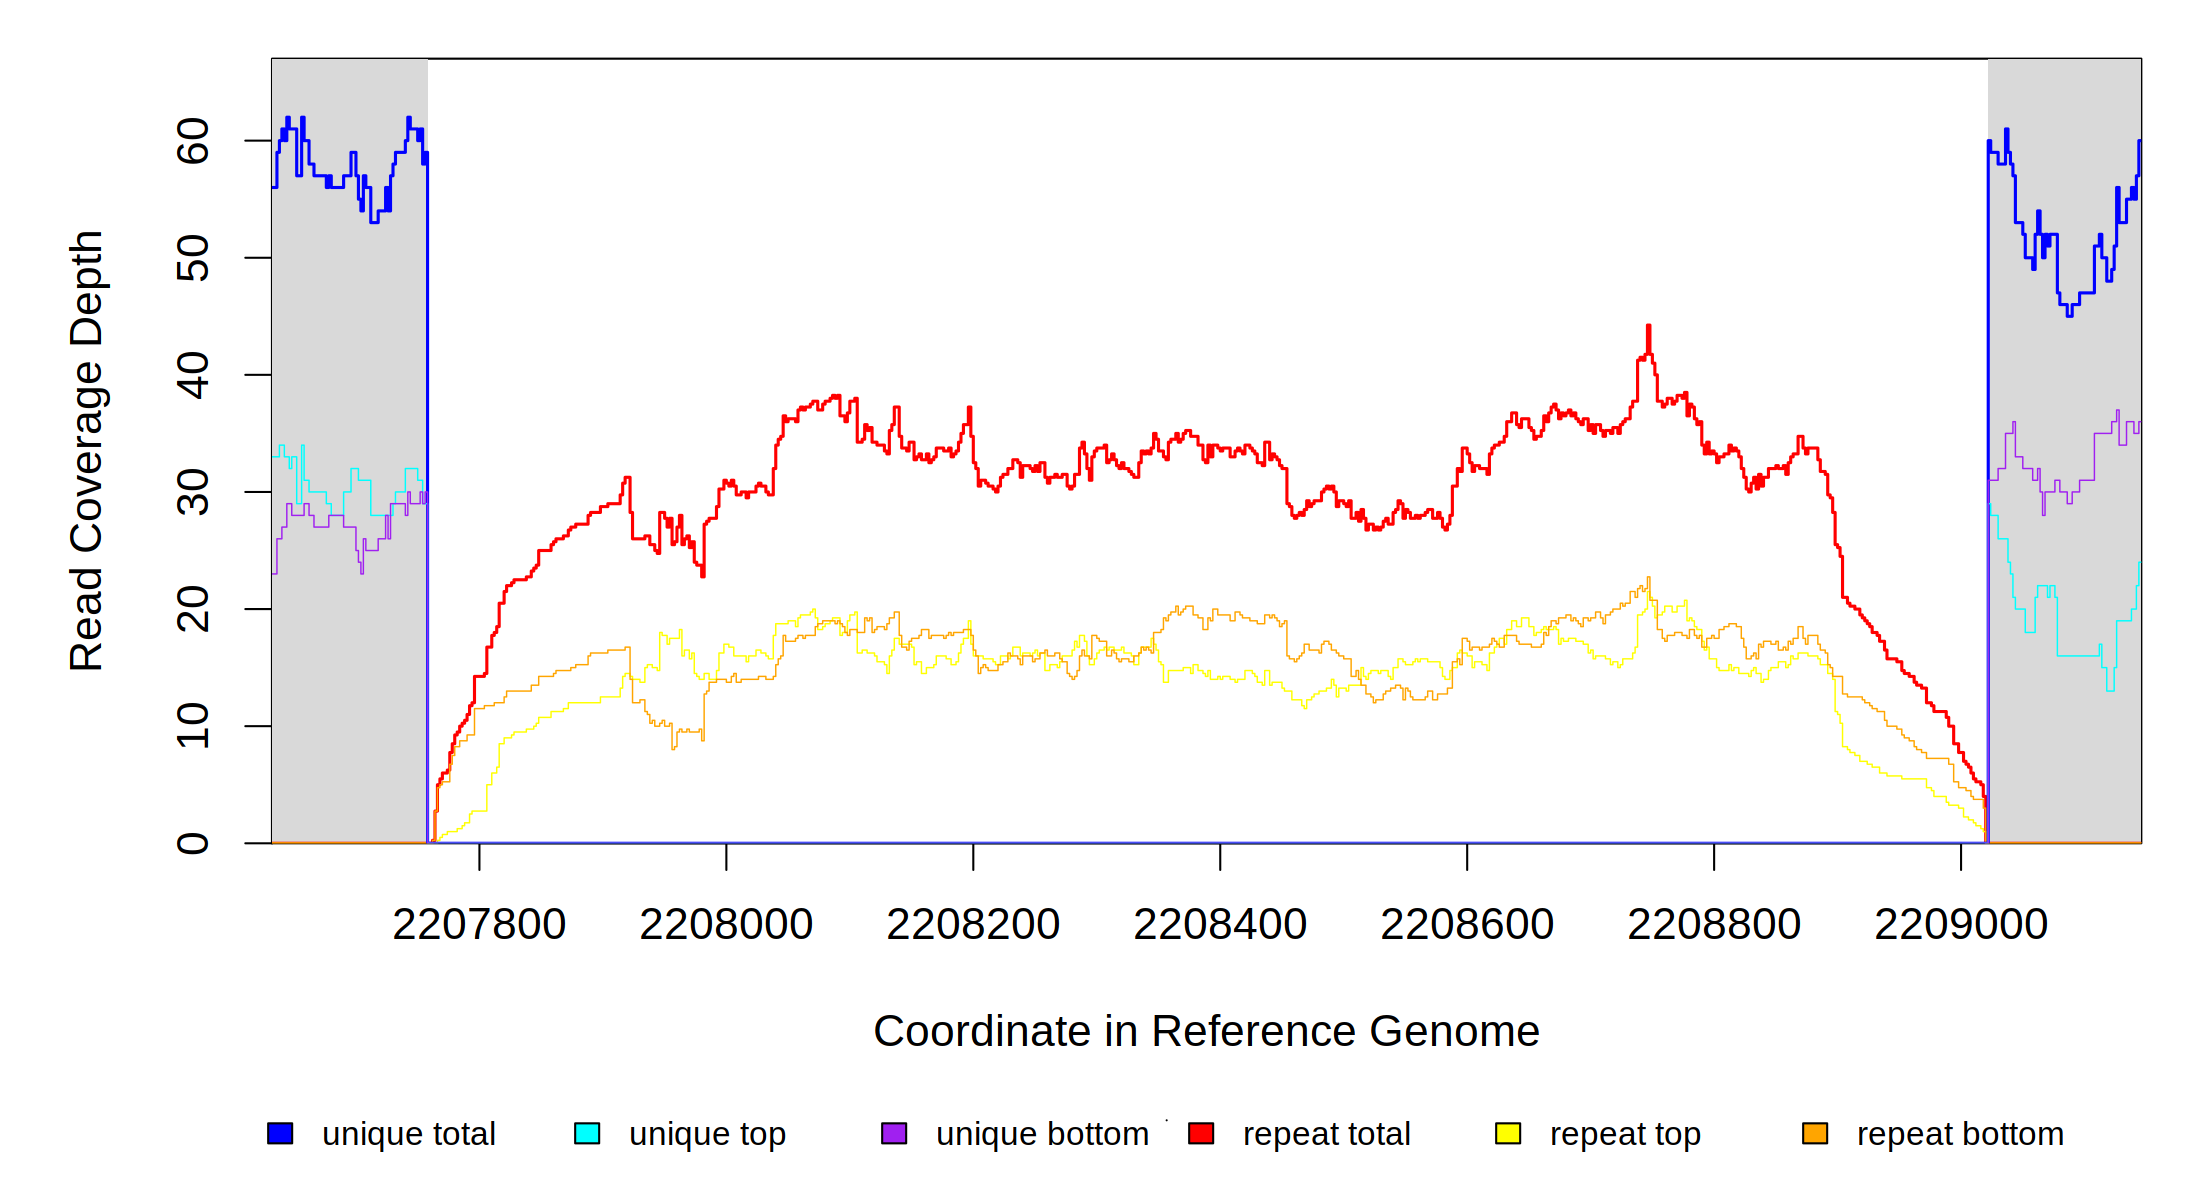 Read Coverage Depth
60
50
40
30
20
10
0
2207800 2208000 2208200 2208400 2208600 2208800 2209000
Coordinate in Reference Genome
unique total unique top unique bottom repeat total repeat top repeat bottom